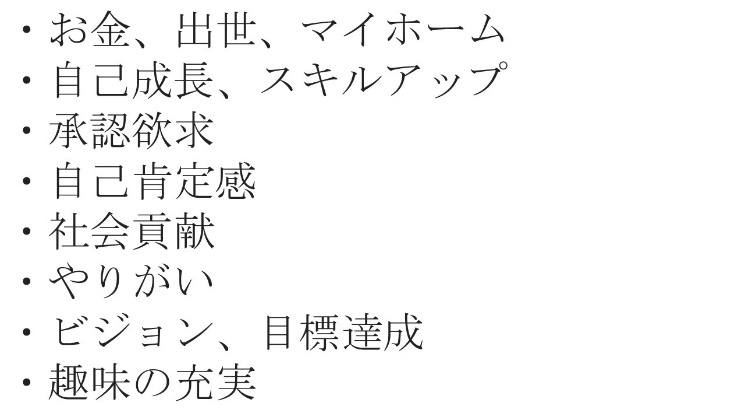 ・お金、出世、マイホーム
・自己成長、スキルアップ
・承認欲求
・自己肯定感
・社会貢献
・やりがい
・ビジョン、目標達成
・趣味の充実